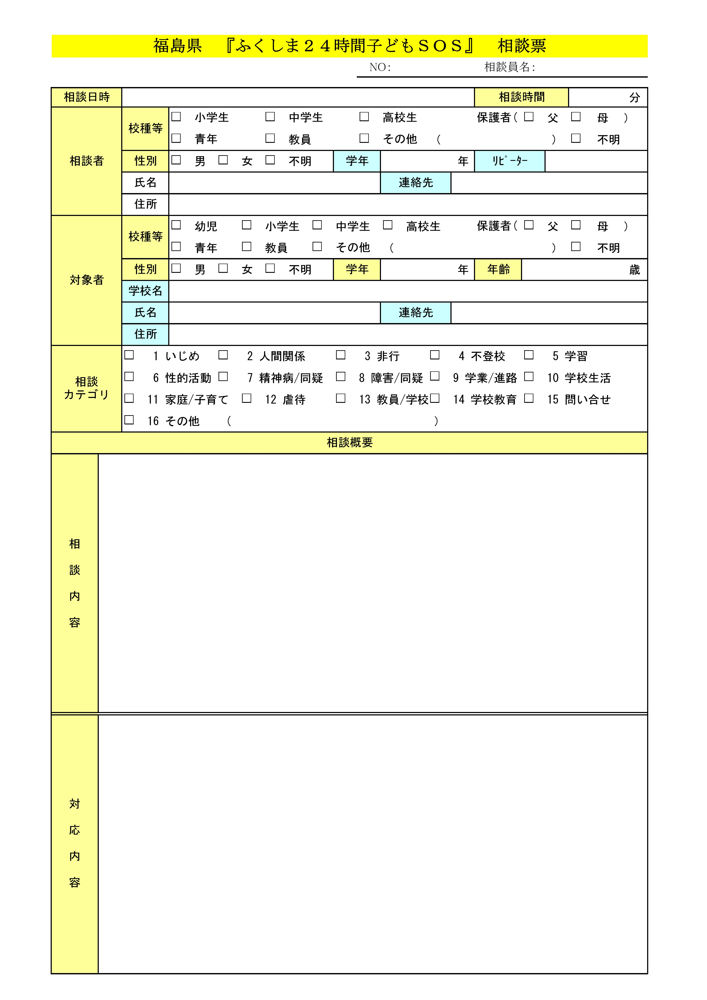 福島県　『ふくしま２４時間子どもＳＯＳ』　相談票
NO:　相談員名:
相談日時　相談時間　分
相談者　校種等　□ 小学生　□ 中学生　□ 高校生　保護者( □ 父 □ 母 )
□ 青年　□ 教員　□ その他 (　) □ 不明
性別　□ 男 □ 女 □ 不明　学年　年　ﾘﾋﾟｰﾀｰ
氏名　連絡先
住所
対象者　校種等　□ 幼児　□ 小学生　□ 中学生　□ 高校生　保護者( □ 父 □ 母 )
□ 青年　□ 教員　□ その他 (　) □ 不明
性別　□ 男 □ 女 □ 不明　学年　年　年齢　歳
学校名
氏名　連絡先
住所
相談カテゴリ
□ 1 いじめ　□ 2 人間関係　□ 3 非行　□ 4 不登校　□ 5 学習
□ 6 性的活動　□ 7 精神病/同疑　□ 8 障害/同疑　□ 9 学業/進路　□ 10 学校生活
□ 11 家庭/子育て　□ 12 虐待　□ 13 教員/学校　□ 14 学校教育　□ 15 問い合せ
□ 16 その他 (　)
相談概要
相談内容
対応内容